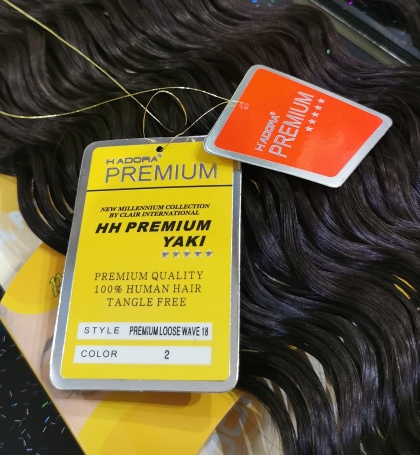 HADORA®
PREMIUM
NEW MILLENNIUM COLLECTION
BY CLAIR INTERNATIONAL
HH PREMIUM
YAKI
★★★★★
PREMIUM QUALITY
100% HUMAN HAIR
TANGLE FREE
STYLE PREMIUM LOOSE WAVE 18
COLOR 2
HADORA®
PREMIUM
★★★★★